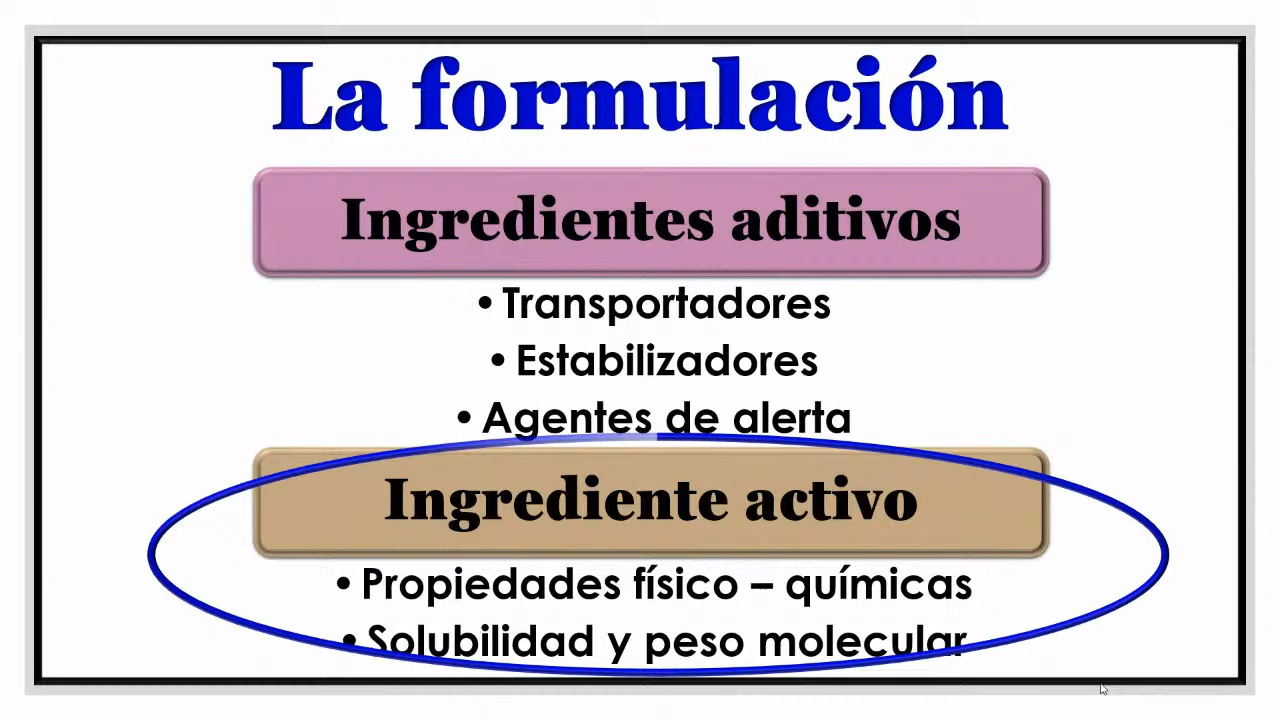 La formulación
Ingredientes aditivos
• Transportadores
• Estabilizadores
• Agentes de alerta
Ingrediente activo
• Propiedades físico – químicas
• Solubilidad y peso molecular